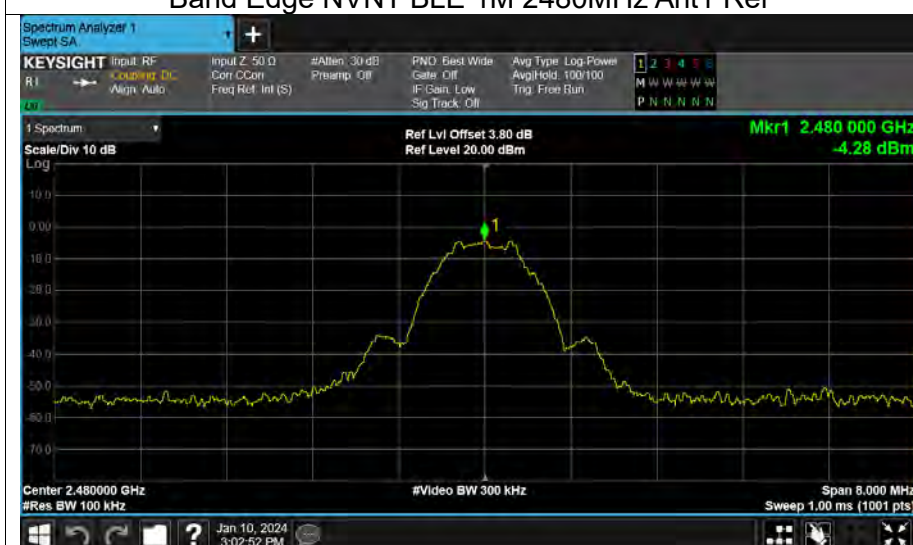 Band Edge NVNT BLE 1M 2480MHz Ant1 Ref
Spectrum Analyzer 1
Swept SA
+
KEYSIGHT Input: RF
Coupling: DC
Align: Auto
Input Z: 50 Ω
Corr CCorr
Freq Ref: Int (S)
#Atten: 30 dB
Preamp: Off
PNO: Best Wide
Gate: Off
IF Gain: Low
Sig Track: Off
Avg Type: Log-Power
Avg|Hold: 100/100
Trig: Free Run
1 2 3 4 5 6
M W W W W W
P N N N N N
1 Spectrum
Scale/Div 10 dB
Log
Ref Lvl Offset 3.80 dB
Ref Level 20.00 dBm
Mkr1 2.480 000 GHz
-4.28 dBm
10.0
0.00
-10.0
-20.0
-30.0
-40.0
-50.0
-60.0
-70.0
1
Center 2.480000 GHz
#Res BW 100 kHz
#Video BW 300 kHz
Span 8.000 MHz
Sweep 1.00 ms (1001 pts)
?
Jan 10, 2024
3:02:52 PM